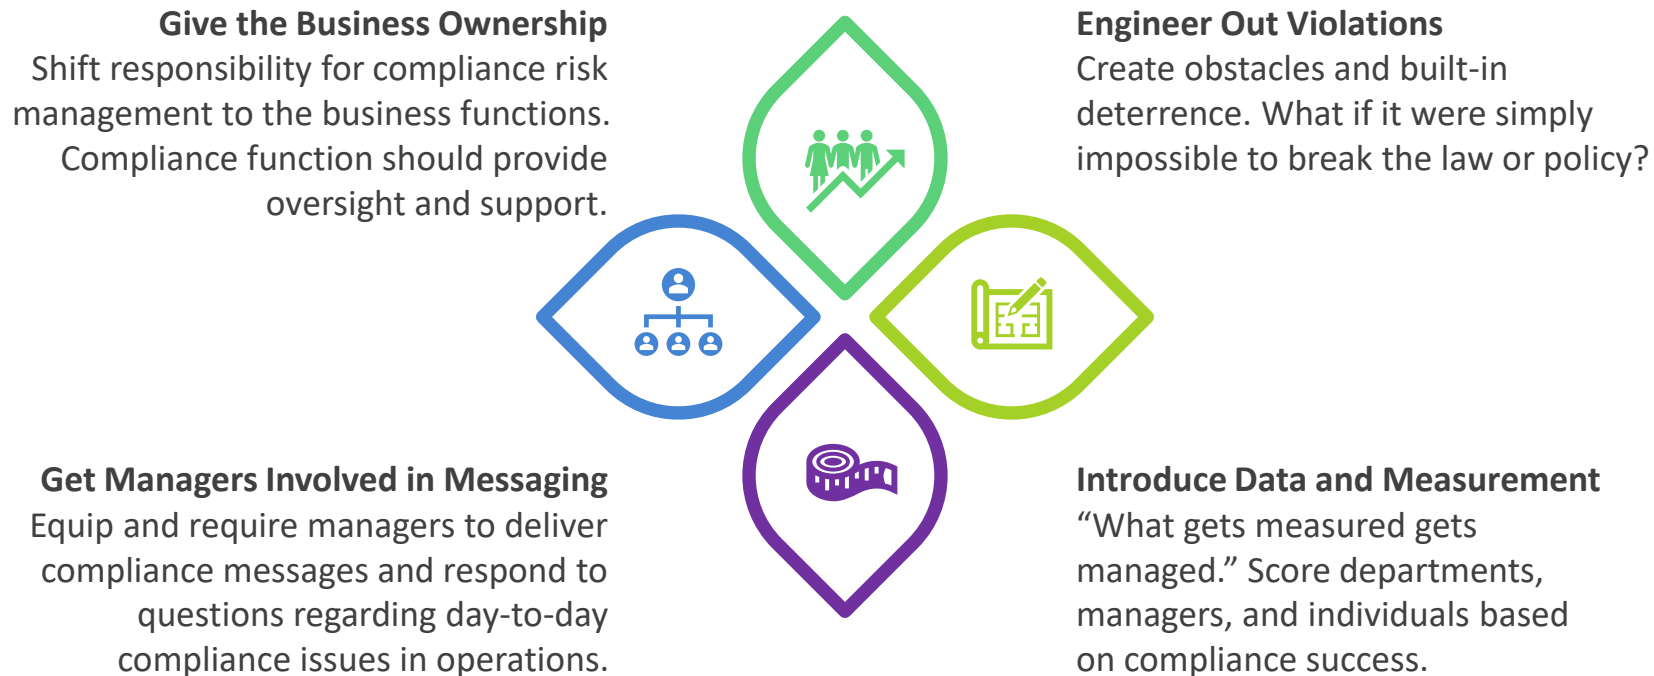 Give the Business Ownership
Shift responsibility for compliance risk
management to the business functions.
Compliance function should provide
oversight and support.
Engineer Out Violations
Create obstacles and built-in
deterrence. What if it were simply
impossible to break the law or policy?
Get Managers Involved in Messaging
Equip and require managers to deliver
compliance messages and respond to
questions regarding day-to-day
compliance issues in operations.
Introduce Data and Measurement
“What gets measured gets
managed.” Score departments,
managers, and individuals based
on compliance success.